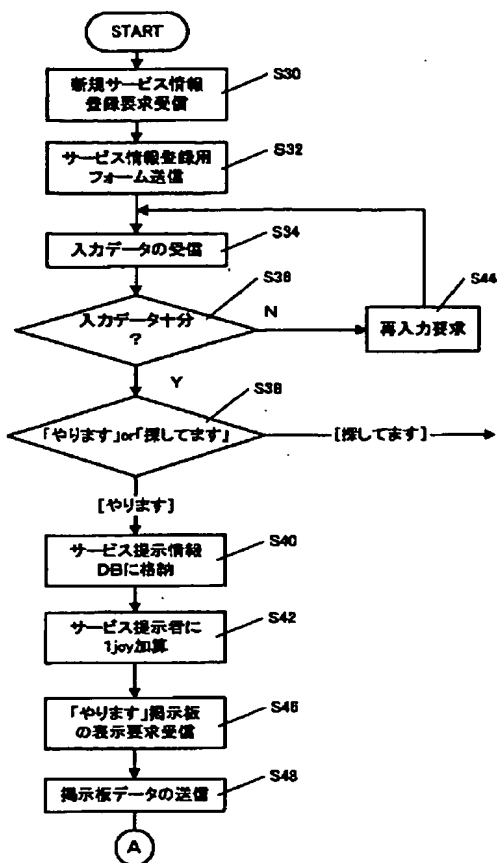 START
S30
新規サービス情報
登録要求受信
S32
サービス情報登録用
フォーム送信
S34
入力データの受信
S36
入力データ十分
?
N
S44
再入力要求
Y
S38
「やります」or「探してます」
[探してます]
[やります]
S40
サービス提示情報
DBに格納
S42
サービス提示者に
1joy加算
S46
「やります」掲示板
の表示要求受信
S48
掲示板データの送信
A